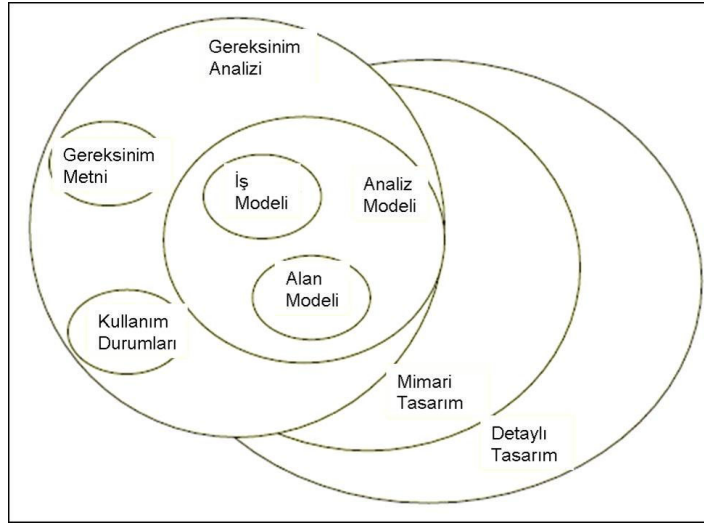 Gereksinim
Analizi
Gereksinim
Metni
İş
Modeli
Analiz
Modeli
Alan
Modeli
Kullanım
Durumları
Mimari
Tasarım
Detaylı
Tasarım